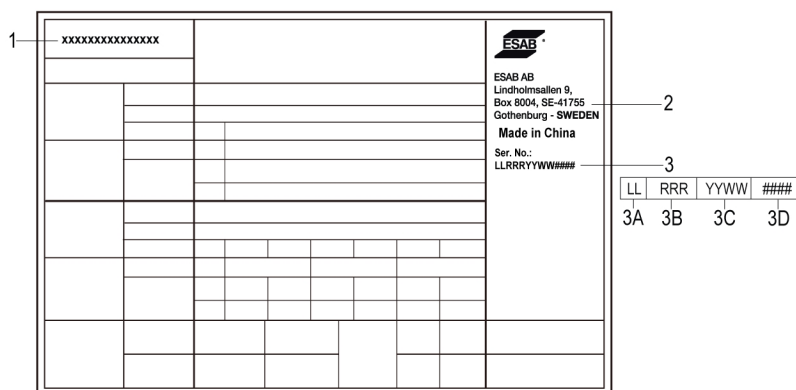 1
xxxxxxxxxxxxxxx
ESAB
ESAB AB
Lindholmsallen 9,
Box 8004, SE-41755
2
Gothenburg - SWEDEN
Made in China
Ser. No.:
LLRRRYYWW####
3
LL RRR YYWW ####
3A 3B 3C 3D